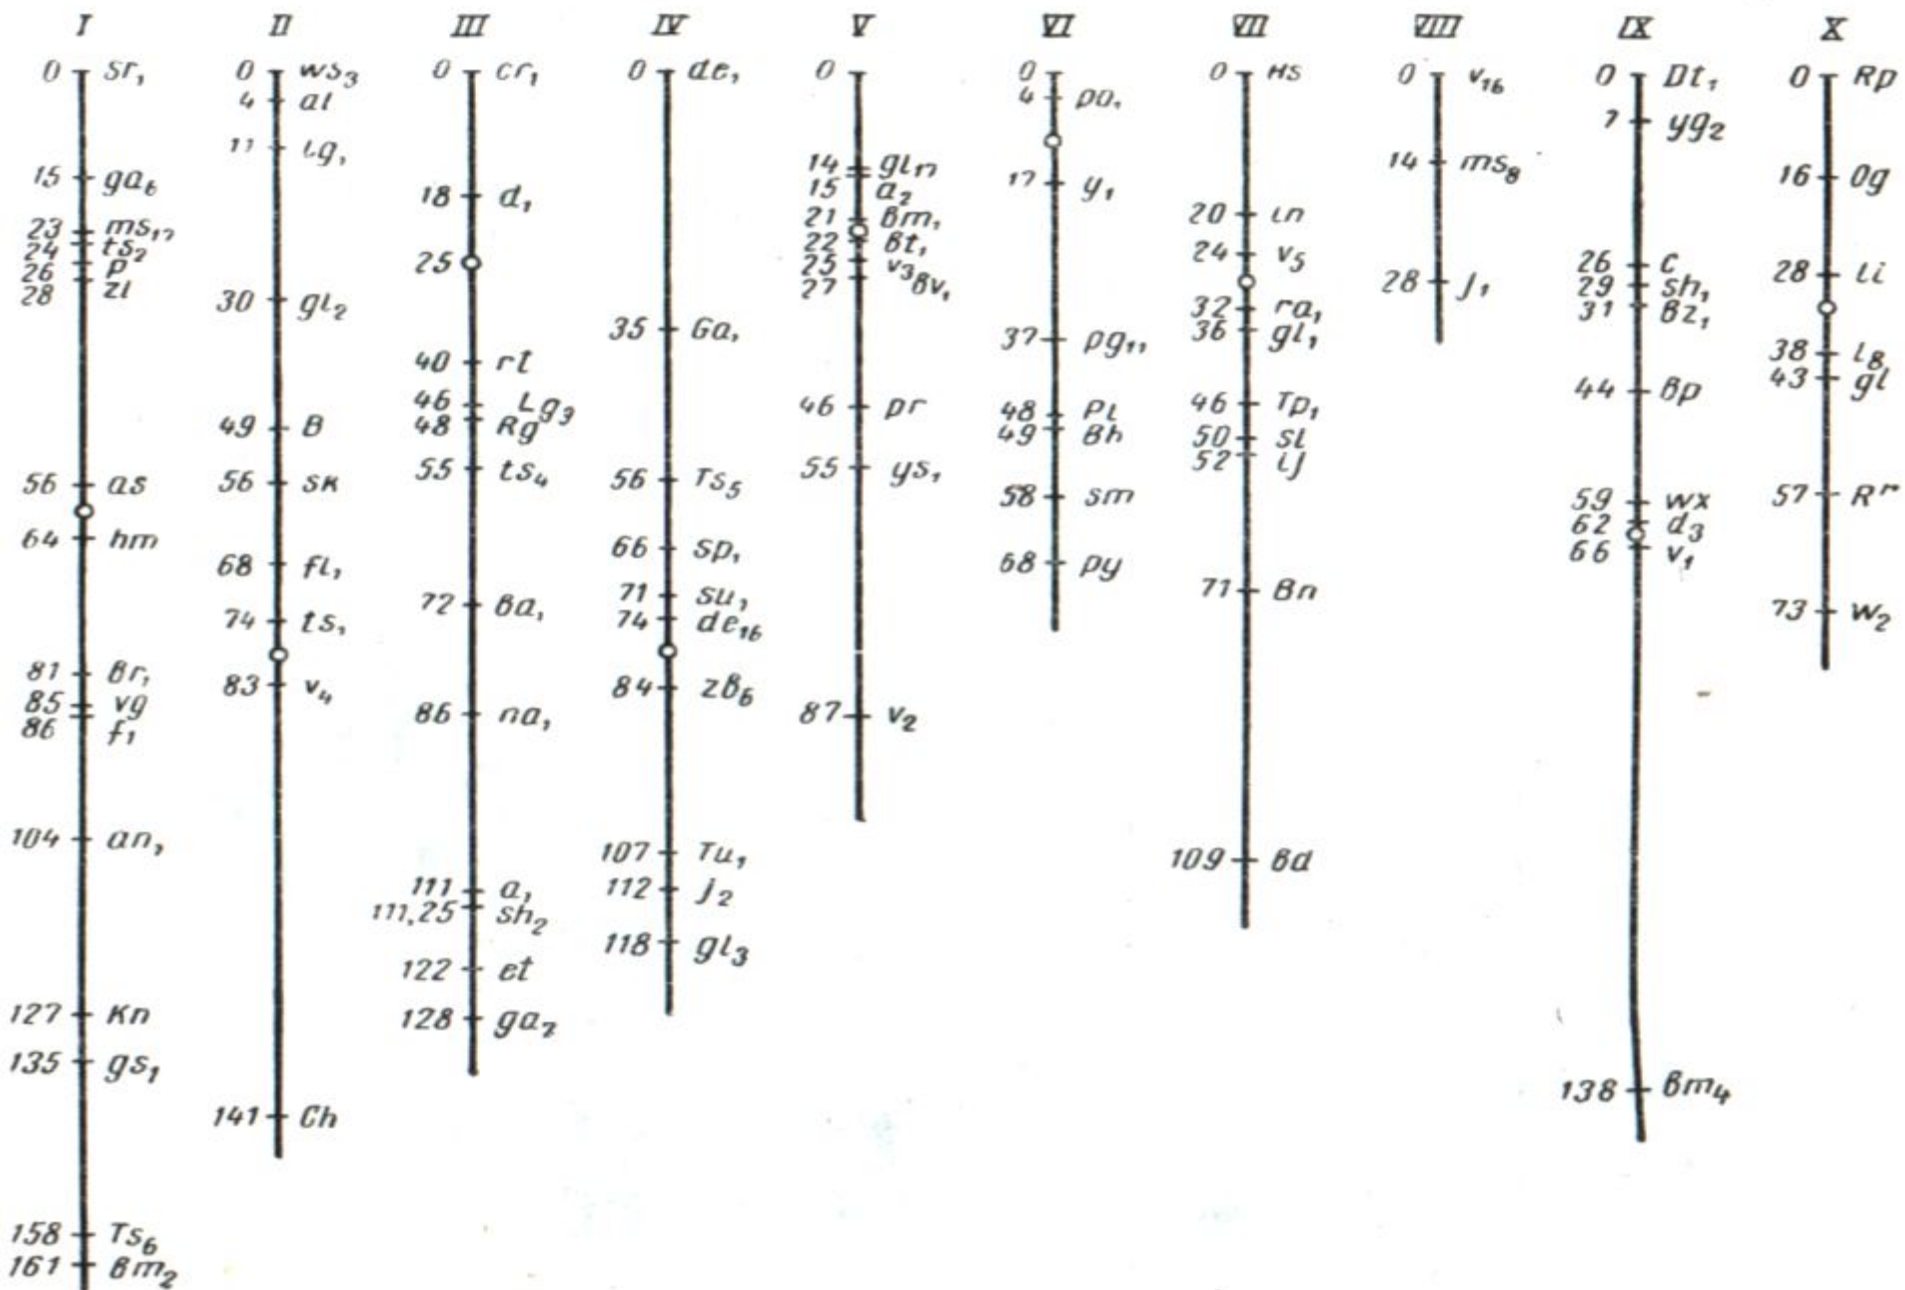 I II III IV V VI VII VIII IX X
0 sr₁
15 ga₆
23 ms₁₇
24 ts₂
26 p
28 zl
56 as
64 hm
81 br₁
85 vg
86 f₁
104 an₁
127 Kn
135 gs₁
158 Ts₆
161 bm₂
0 ws₃
4 al
11 lg₁
30 gl₂
49 B
56 sk
68 fl₁
74 ts₁
83 v₄
141 Ch
0 cr₁
18 d₁
25
40 rt
46 Lg₃
48 Rg
55 ts₄
72 ba₁
86 na₁
111 a₁
111,25 sh₂
122 et
128 ga₇
0 de₁
35 Ga₁
56 Ts₅
66 sp₁
71 su₁
74 de₁₆
84 zb₆
107 Tu₁
112 j₂
118 gl₃
0
14 gl₁₇
15 a₂
21 bm₁
22 bt₁
25 v₃
27 bv₁
46 pr
55 ys₁
87 v₂
0
4 po₁
17 y₁
37 pg₁₁
48 Pl
49 Bh
58 sm
68 py
0 Hs
20 in
24 v₅
32 ra₁
36 gl₁
46 Tp₁
50 sl
52 ij
71 Bn
109 bd
0 v₁₆
14 ms₈
28 j₁
0 Dt₁
7 yg₂
26 c
29 sh₁
31 bz₁
44 bp
59 wx
62 d₃
66 v₁
138 bm₄
0 Rp
16 Og
28 li
38 l₈
43 gl
57 Rʳ
73 w₂